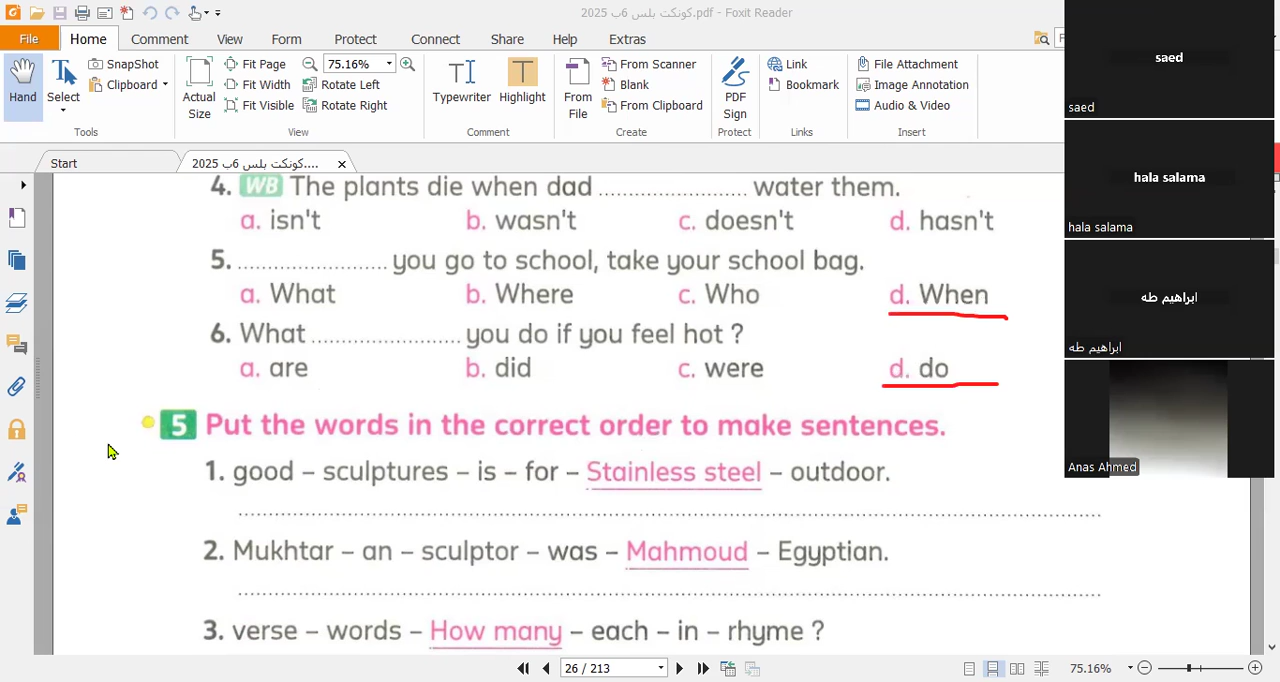 كونكت بلس 6ب 2025.pdf - Foxit Reader
File Home Comment View Form Protect Connect Share Help Extras
Hand
Select
SnapShot
Clipboard
Tools
Actual Size
Fit Page
Fit Width
Fit Visible
75.16%
Rotate Left
Rotate Right
View
Typewriter
Highlight
Comment
From File
From Scanner
Blank
From Clipboard
Create
PDF Sign
Protect
Link
Bookmark
Links
File Attachment
Image Annotation
Audio & Video
Insert
Start
كونكت بلس 6ب 2025....
4. WB The plants die when dad ........................... water them.
a. isn't b. wasn't c. doesn't d. hasn't
5. ........................... you go to school, take your school bag.
a. What b. Where c. Who d. When
6. What ........................... you do if you feel hot ?
a. are b. did c. were d. do
5 Put the words in the correct order to make sentences.
1. good – sculptures – is – for – Stainless steel – outdoor.
2. Mukhtar – an – sculptor – was – Mahmoud – Egyptian.
3. verse – words – How many – each – in – rhyme ?
saed
saed
hala salama
hala salama
ابراهيم طه
ابراهيم طه
Anas Ahmed
26 / 213
75.16%